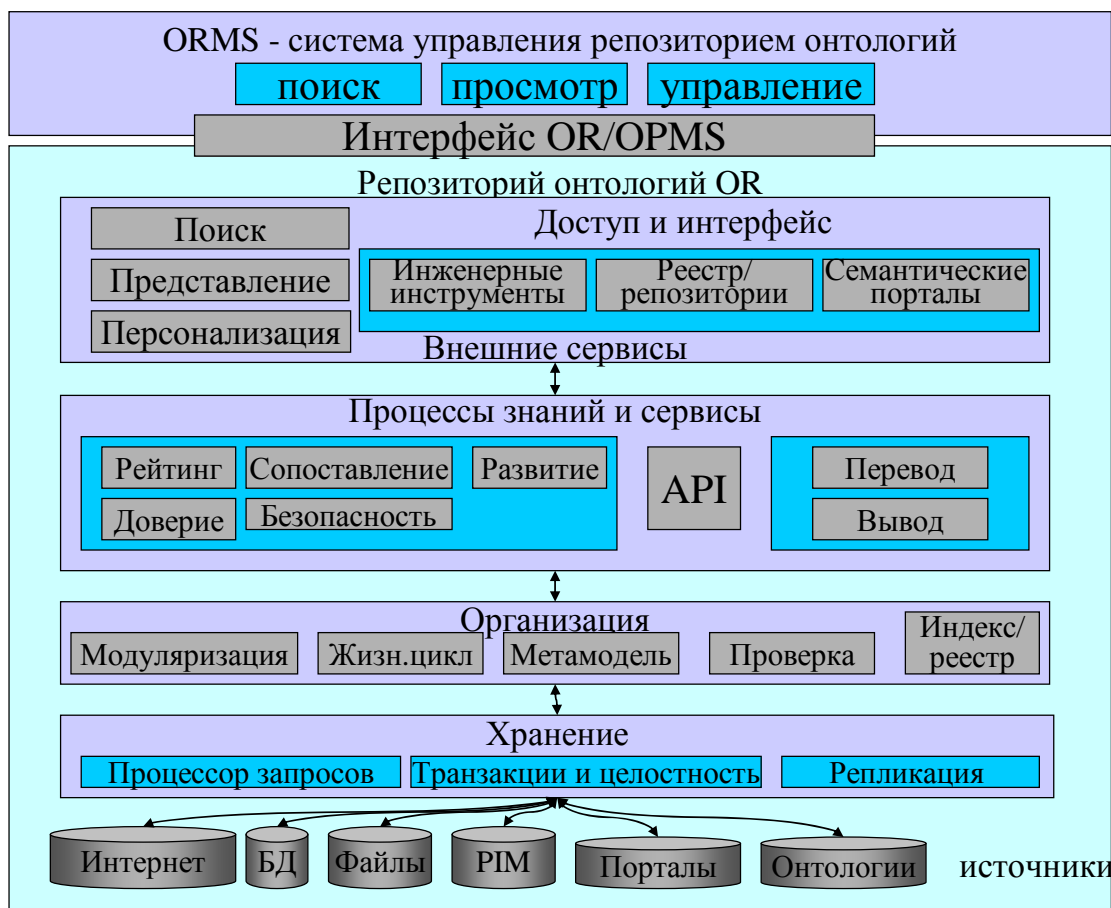 ORMS - система управления репозиторием онтологий
поиск
просмотр
управление
Интерфейс OR/OPMS
Репозиторий онтологий OR
Доступ и интерфейс
Поиск
Представление
Персонализация
Инженерные
инструменты
Реестр/
репозитории
Семантические
порталы
Внешние сервисы
Процессы знаний и сервисы
Рейтинг
Сопоставление
Развитие
Доверие
Безопасность
API
Перевод
Вывод
Организация
Модуляризация
Жизн.цикл
Метамодель
Проверка
Индекс/
реестр
Хранение
Процессор запросов
Транзакции и целостность
Репликация
Интернет
БД
Файлы
PIM
Порталы
Онтологии
источники